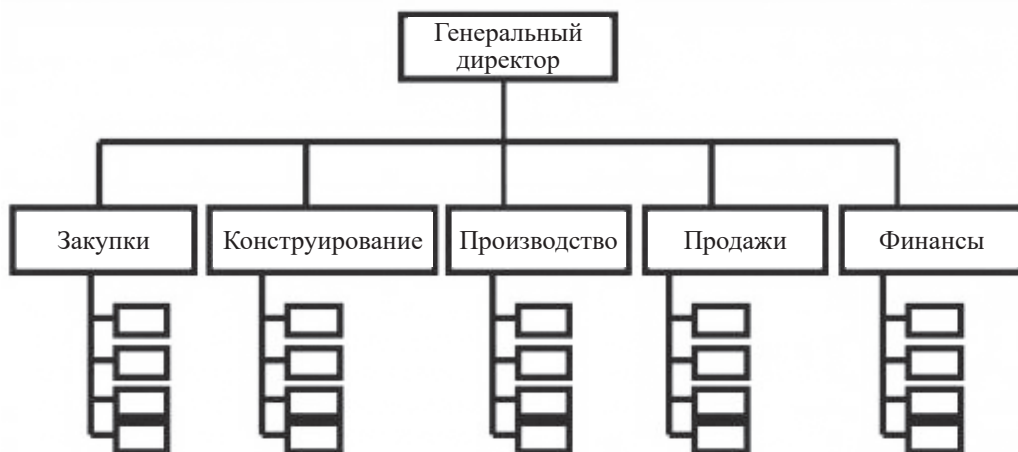 Генеральный
директор
Закупки
Конструирование
Производство
Продажи
Финансы